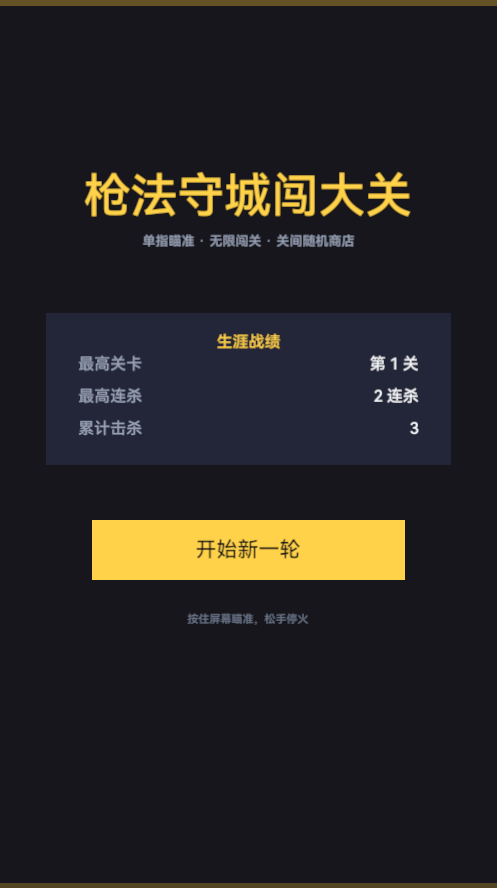 枪法守城闯大关
单指瞄准 · 无限闯关 · 关间随机商店
生涯战绩
最高关卡 第 1 关
最高连杀 2 连杀
累计击杀 3
开始新一轮
按住屏幕瞄准，松手停火